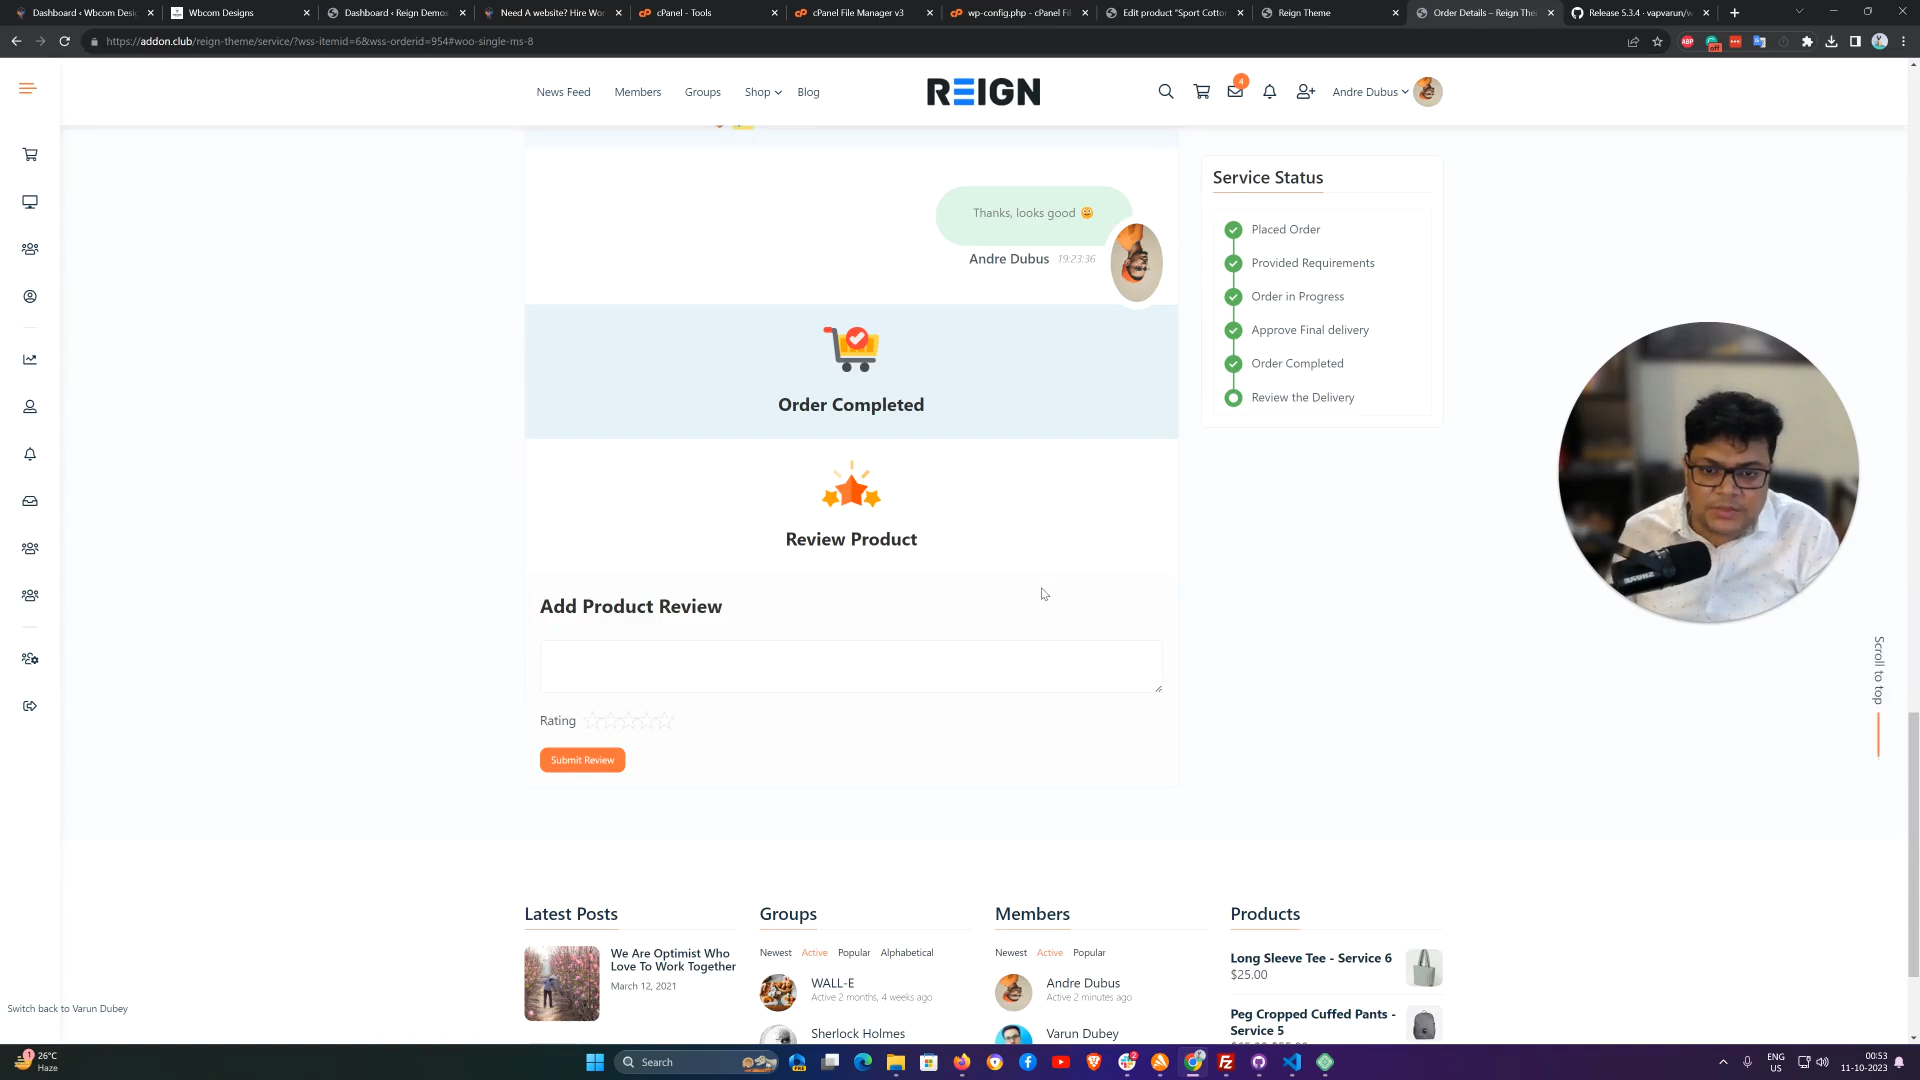 Dashboard ‹ Wbcom Desi
Wbcom Designs
Dashboard ‹ Reign Demos
Need A website? Hire Wo
cPanel - Tools
cPanel File Manager v3
wp-config.php - cPanel Fil
Edit product "Sport Cotto
Reign Theme
Order Details – Reign The
Release 5.3.4 · vapvarun/w
https://addon.club/reign-theme/service/?wss-itemid=6&wss-orderid=954#woo-single-ms-8
ABP
off
News Feed
Members
Groups
Shop
Blog
REIGN
4
Andre Dubus
Thanks, looks good
Andre Dubus 19:23:36
Order Completed
Review Product
Add Product Review
Rating
Submit Review
Service Status
Placed Order
Provided Requirements
Order in Progress
Approve Final delivery
Order Completed
Review the Delivery
Scroll to top
Latest Posts
We Are Optimist Who
Love To Work Together
March 12, 2021
Groups
Newest Active Popular Alphabetical
WALL-E
Active 2 months, 4 weeks ago
Sherlock Holmes
Members
Newest Active Popular
Andre Dubus
Active 2 minutes ago
Varun Dubey
Products
Long Sleeve Tee - Service 6
$25.00
Peg Cropped Cuffed Pants -
Service 5
Switch back to Varun Dubey
1
26°C
Haze
Search
PRE
2
ENG
US
00:53
11-10-2023